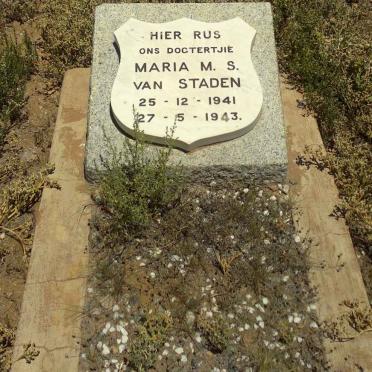 HIER RUS
ONS DOGTERTJIE
MARIA M. S.
VAN STADEN
25-12-1941
27-5-1943.